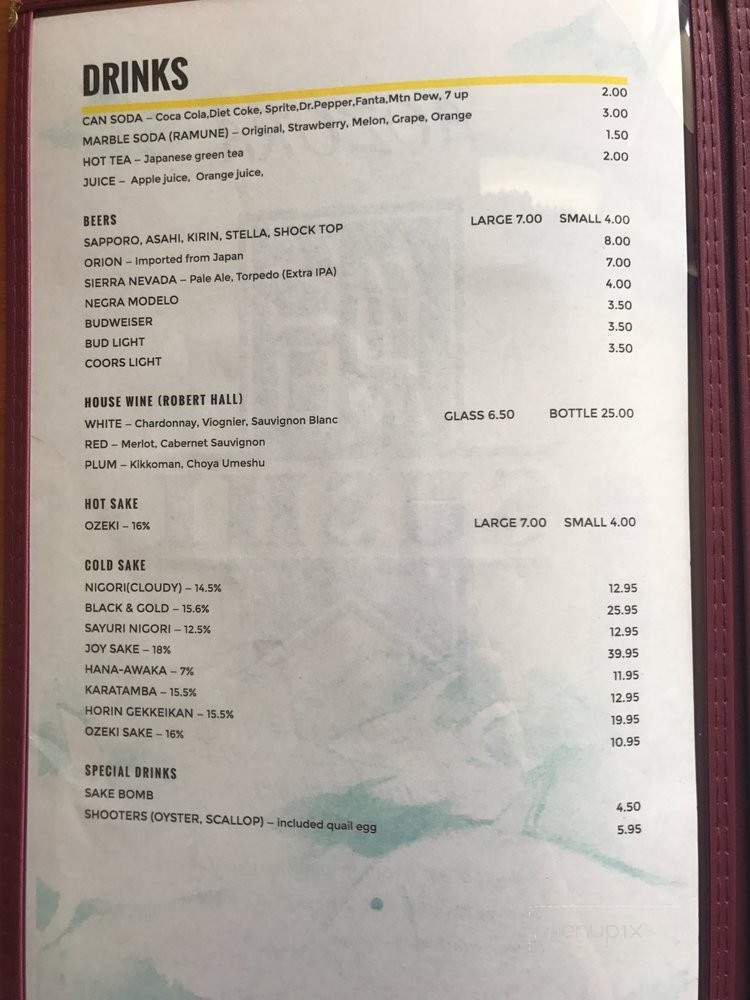 DRINKS
CAN SODA – Coca Cola,Diet Coke, Sprite,Dr.Pepper,Fanta,Mtn Dew, 7 up 2.00
MARBLE SODA (RAMUNE) – Original, Strawberry, Melon, Grape, Orange 3.00
HOT TEA – Japanese green tea 1.50
JUICE – Apple juice, Orange juice, 2.00
BEERS
SAPPORO, ASAHI, KIRIN, STELLA, SHOCK TOP LARGE 7.00 SMALL 4.00
ORION – Imported from Japan 8.00
SIERRA NEVADA – Pale Ale, Torpedo (Extra IPA) 7.00
NEGRA MODELO 4.00
BUDWEISER 3.50
BUD LIGHT 3.50
COORS LIGHT 3.50
HOUSE WINE (ROBERT HALL)
WHITE – Chardonnay, Viognier, Sauvignon Blanc GLASS 6.50 BOTTLE 25.00
RED – Merlot, Cabernet Sauvignon
PLUM – Kikkoman, Choya Umeshu
HOT SAKE
OZEKI – 16% LARGE 7.00 SMALL 4.00
COLD SAKE
NIGORI(CLOUDY) – 14.5% 12.95
BLACK & GOLD – 15.6% 25.95
SAYURI NIGORI – 12.5% 12.95
JOY SAKE – 18% 39.95
HANA-AWAKA – 7% 11.95
KARATAMBA – 15.5% 12.95
HORIN GEKKEIKAN – 15.5% 19.95
OZEKI SAKE – 16% 10.95
SPECIAL DRINKS
SAKE BOMB 4.50
SHOOTERS (OYSTER, SCALLOP) – included quail egg 5.95